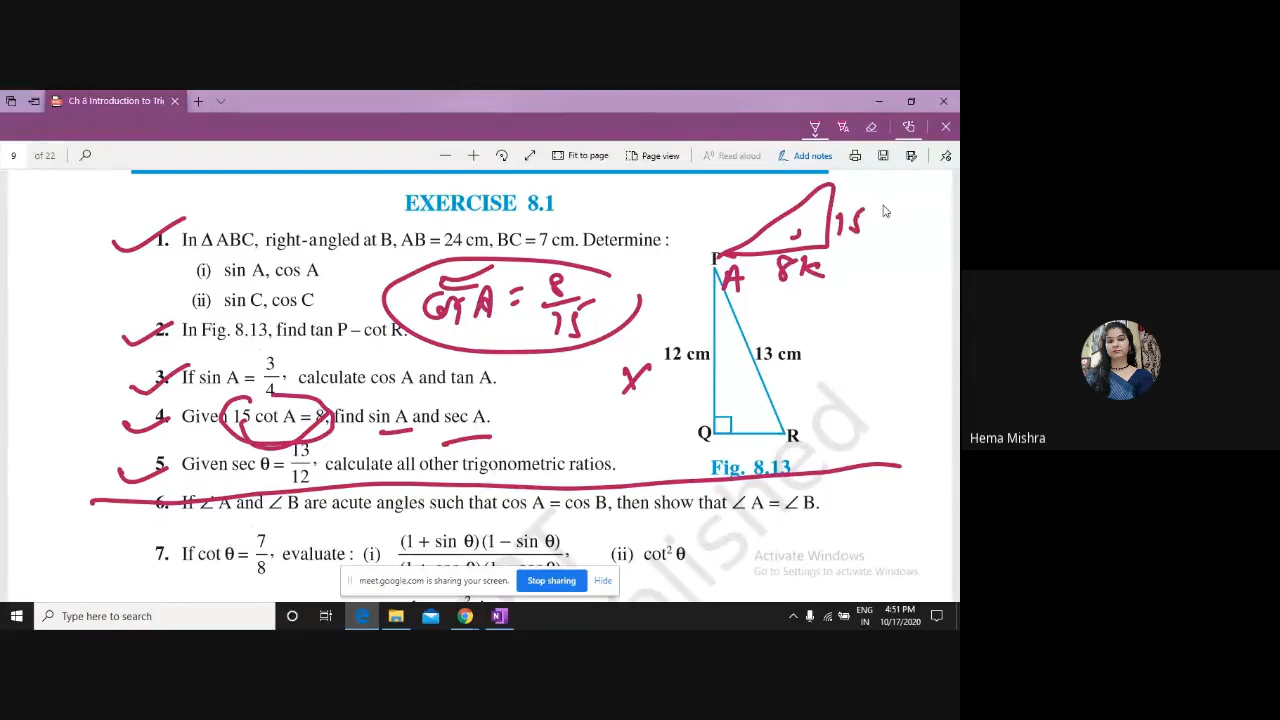 Ch 8 Introduction to Tri
9 of 22
Fit to page
Page view
Read aloud
Add notes
EXERCISE 8.1
1. In Δ ABC, right-angled at B, AB = 24 cm, BC = 7 cm. Determine :
(i) sin A, cos A
(ii) sin C, cos C
2. In Fig. 8.13, find tan P – cot R.
3. If sin A = 3/4, calculate cos A and tan A.
4. Given 15 cot A = 8, find sin A and sec A.
5. Given sec θ = 13/12, calculate all other trigonometric ratios.
6. If ∠ A and ∠ B are acute angles such that cos A = cos B, then show that ∠ A = ∠ B.
7. If cot θ = 7/8, evaluate : (i) (1 + sin θ)(1 – sin θ) (ii) cot² θ
cot A = 8/15
15
8k
A
P
12 cm
13 cm
Q
R
Fig. 8.13
Hema Mishra
Activate Windows
Go to Settings to activate Windows.
meet.google.com is sharing your screen.
Stop sharing
Hide
Type here to search
ENG
IN
4:51 PM
10/17/2020